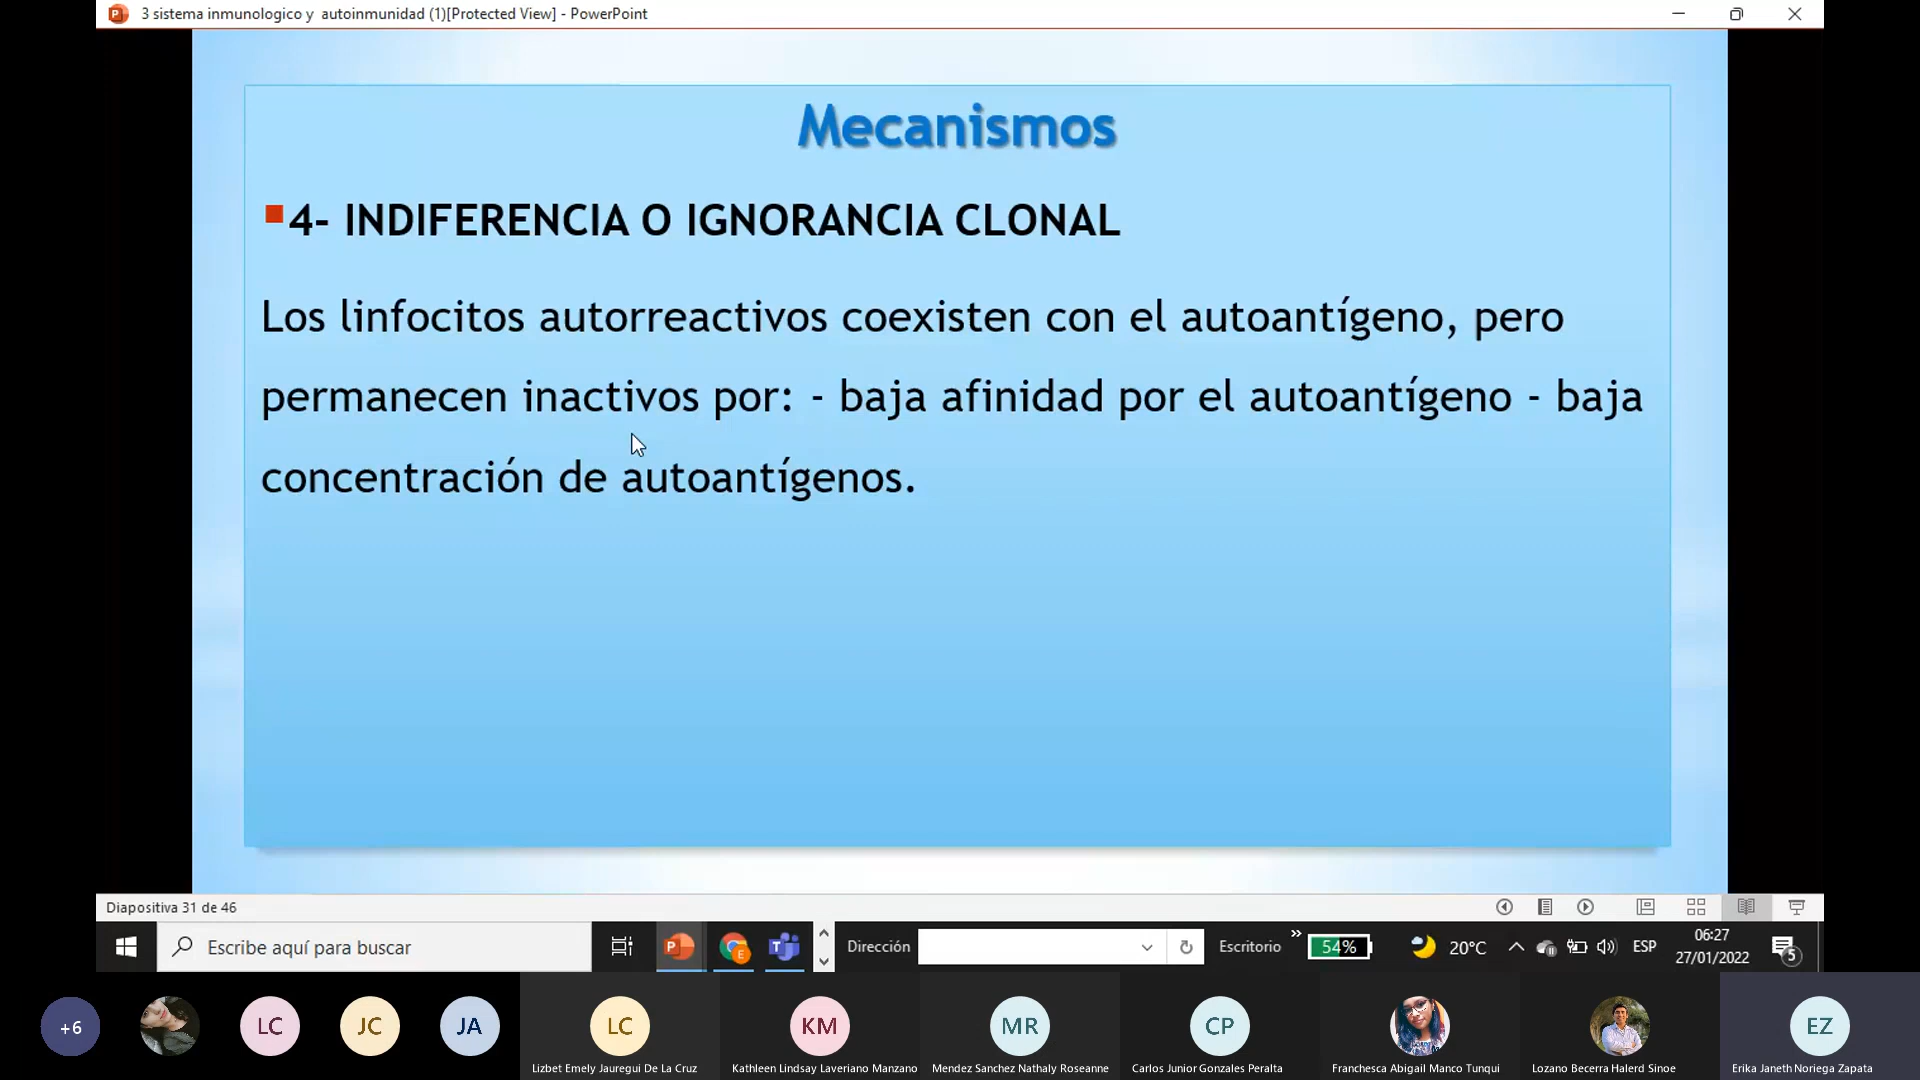 3 sistema inmunologico y  autoinmunidad (1)[Protected View] - PowerPoint
Mecanismos
4- INDIFERENCIA O IGNORANCIA CLONAL
Los linfocitos autorreactivos coexisten con el autoantígeno, pero
permanecen inactivos por: - baja afinidad por el autoantígeno - baja
concentración de autoantígenos.
Diapositiva 31 de 46
Escribe aquí para buscar
Dirección
Escritorio
54%
20°C
ESP
06:27
27/01/2022
5
+6
LC
JC
JA
LC
KM
MR
CP
EZ
Lizbet Emely Jauregui De La Cruz
Kathleen Lindsay Laveriano Manzano
Mendez Sanchez Nathaly Roseanne
Carlos Junior Gonzales Peralta
Franchesca Abigail Manco Tunqui
Lozano Becerra Halerd Sinoe
Erika Janeth Noriega Zapata